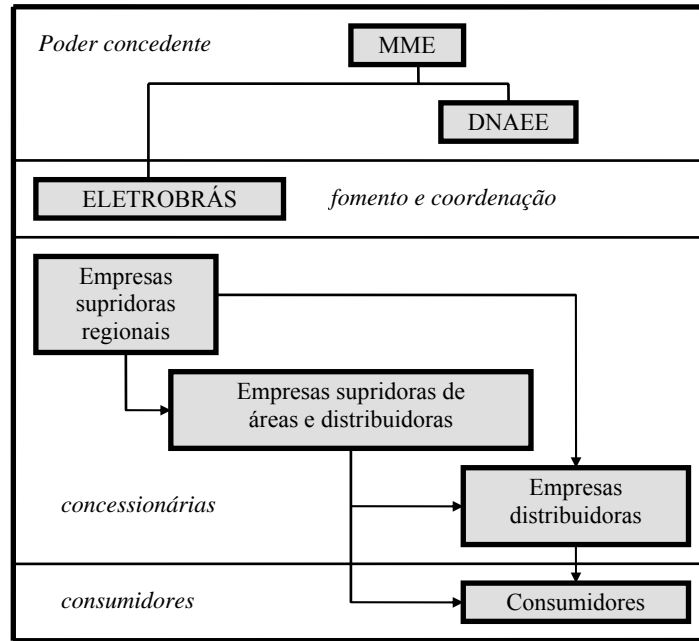 Poder concedente
MME
DNAEE
ELETROBRÁS
fomento e coordenação
Empresas
supridoras
regionais
Empresas supridoras de
áreas e distribuidoras
concessionárias
Empresas
distribuidoras
consumidores
Consumidores